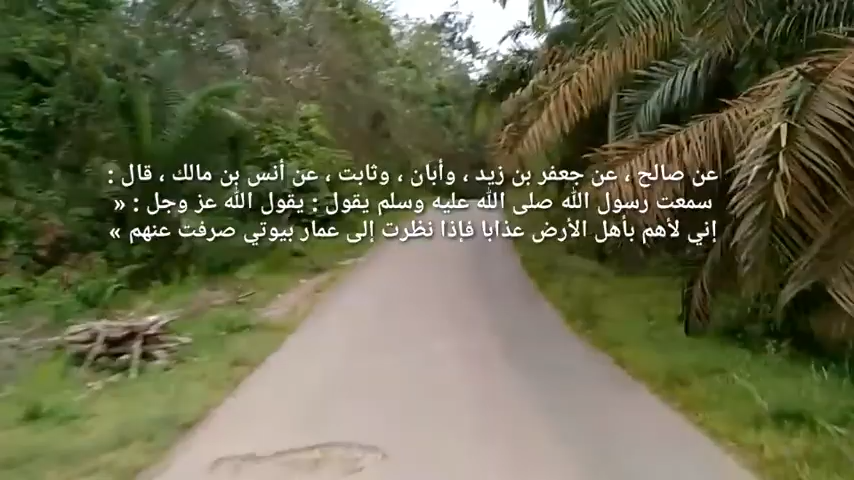 عن صالح ، عن جعفر بن زيد ، وأبان ، وثابت ، عن أنس بن مالك ، قال :
سمعت رسول الله صلى الله عليه وسلم يقول : يقول الله عز وجل : «
إني لأهم بأهل الأرض عذابا فإذا نظرت إلى عمار بيوتي صرفت عنهم »